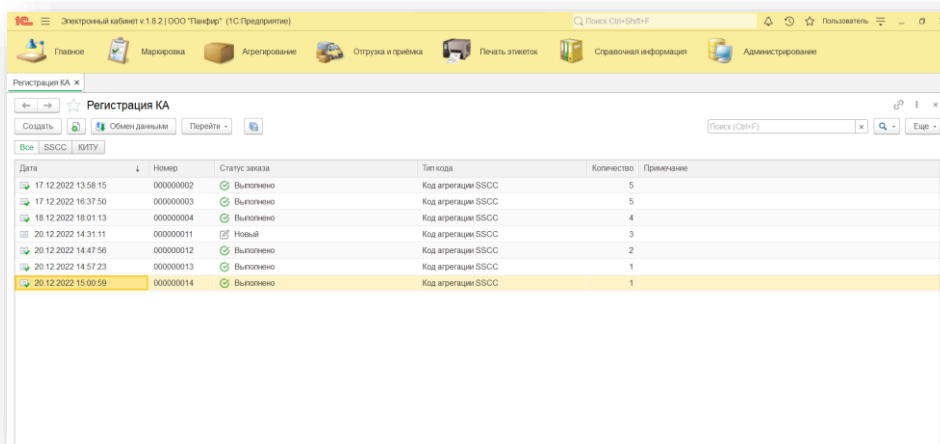 1С Электронный кабинет v.1.8.2 | ООО "Панфир" (1С:Предприятие) Поиск Ctrl+Shift+F Пользователь
Главное Маркировка Агрегирование Отгрузка и приёмка Печать этикеток Справочная информация Администрирование
Регистрация КА ×
Регистрация КА
Создать Обмен данными Перейти Поиск (Ctrl+F) × Еще
Все SSCC КИТУ
Дата ↓ Номер Статус заказа Тип кода Количество Примечание
17.12.2022 13:58:15 000000002 Выполнено Код агрегации SSCC 5
17.12.2022 16:37:50 000000003 Выполнено Код агрегации SSCC 5
18.12.2022 18:01:13 000000004 Выполнено Код агрегации SSCC 4
20.12.2022 14:31:11 000000011 Новый Код агрегации SSCC 3
20.12.2022 14:47:56 000000012 Выполнено Код агрегации SSCC 2
20.12.2022 14:57:23 000000013 Выполнено Код агрегации SSCC 1
20.12.2022 15:00:59 000000014 Выполнено Код агрегации SSCC 1